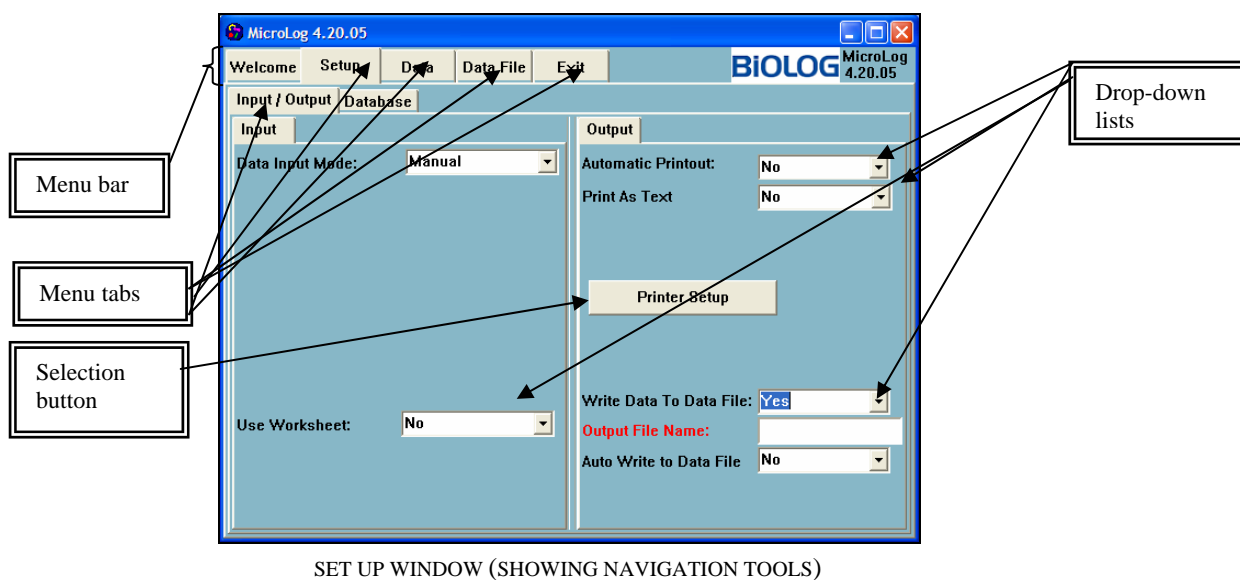 MicroLog 4.20.05
Welcome Setup Data Data File Exit
BiOLOG MicroLog
4.20.05
Input / Output Database
Input
Output
Data Input Mode: Manual
Automatic Printout: No
Print As Text No
Printer Setup
Write Data To Data File: Yes
Use Worksheet: No
Output File Name:
Auto Write to Data File No
Menu bar
Menu tabs
Selection
button
Drop-down
lists
SET UP WINDOW (SHOWING NAVIGATION TOOLS)